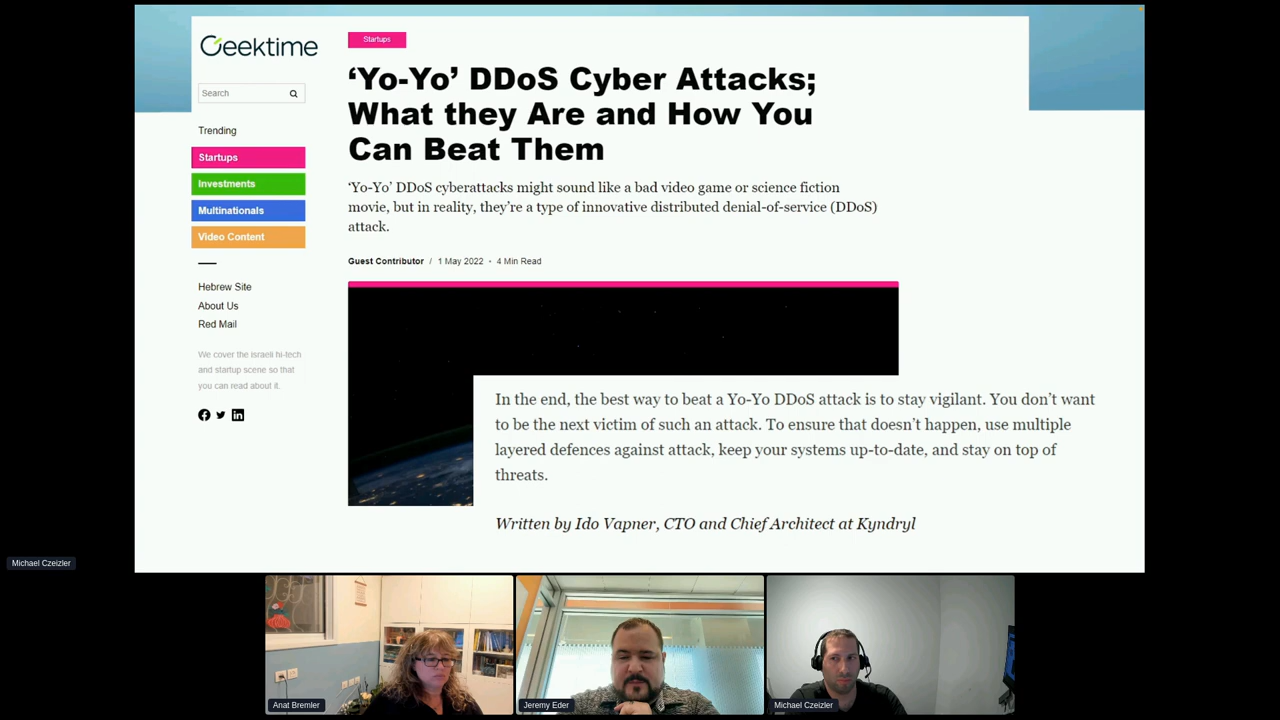 Geektime
Search
Trending
Startups
Investments
Multinationals
Video Content
Hebrew Site
About Us
Red Mail
We cover the israeli hi-tech
and startup scene so that
you can read about it.
Startups
‘Yo-Yo’ DDoS Cyber Attacks;
What they Are and How You
Can Beat Them
‘Yo-Yo’ DDoS cyberattacks might sound like a bad video game or science fiction
movie, but in reality, they’re a type of innovative distributed denial-of-service (DDoS)
attack.
Guest Contributor / 1 May 2022 - 4 Min Read
In the end, the best way to beat a Yo-Yo DDoS attack is to stay vigilant. You don’t want
to be the next victim of such an attack. To ensure that doesn’t happen, use multiple
layered defences against attack, keep your systems up-to-date, and stay on top of
threats.
Written by Ido Vapner, CTO and Chief Architect at Kyndryl
Michael Czeizler
Anat Bremler
Jeremy Eder
Michael Czeizler